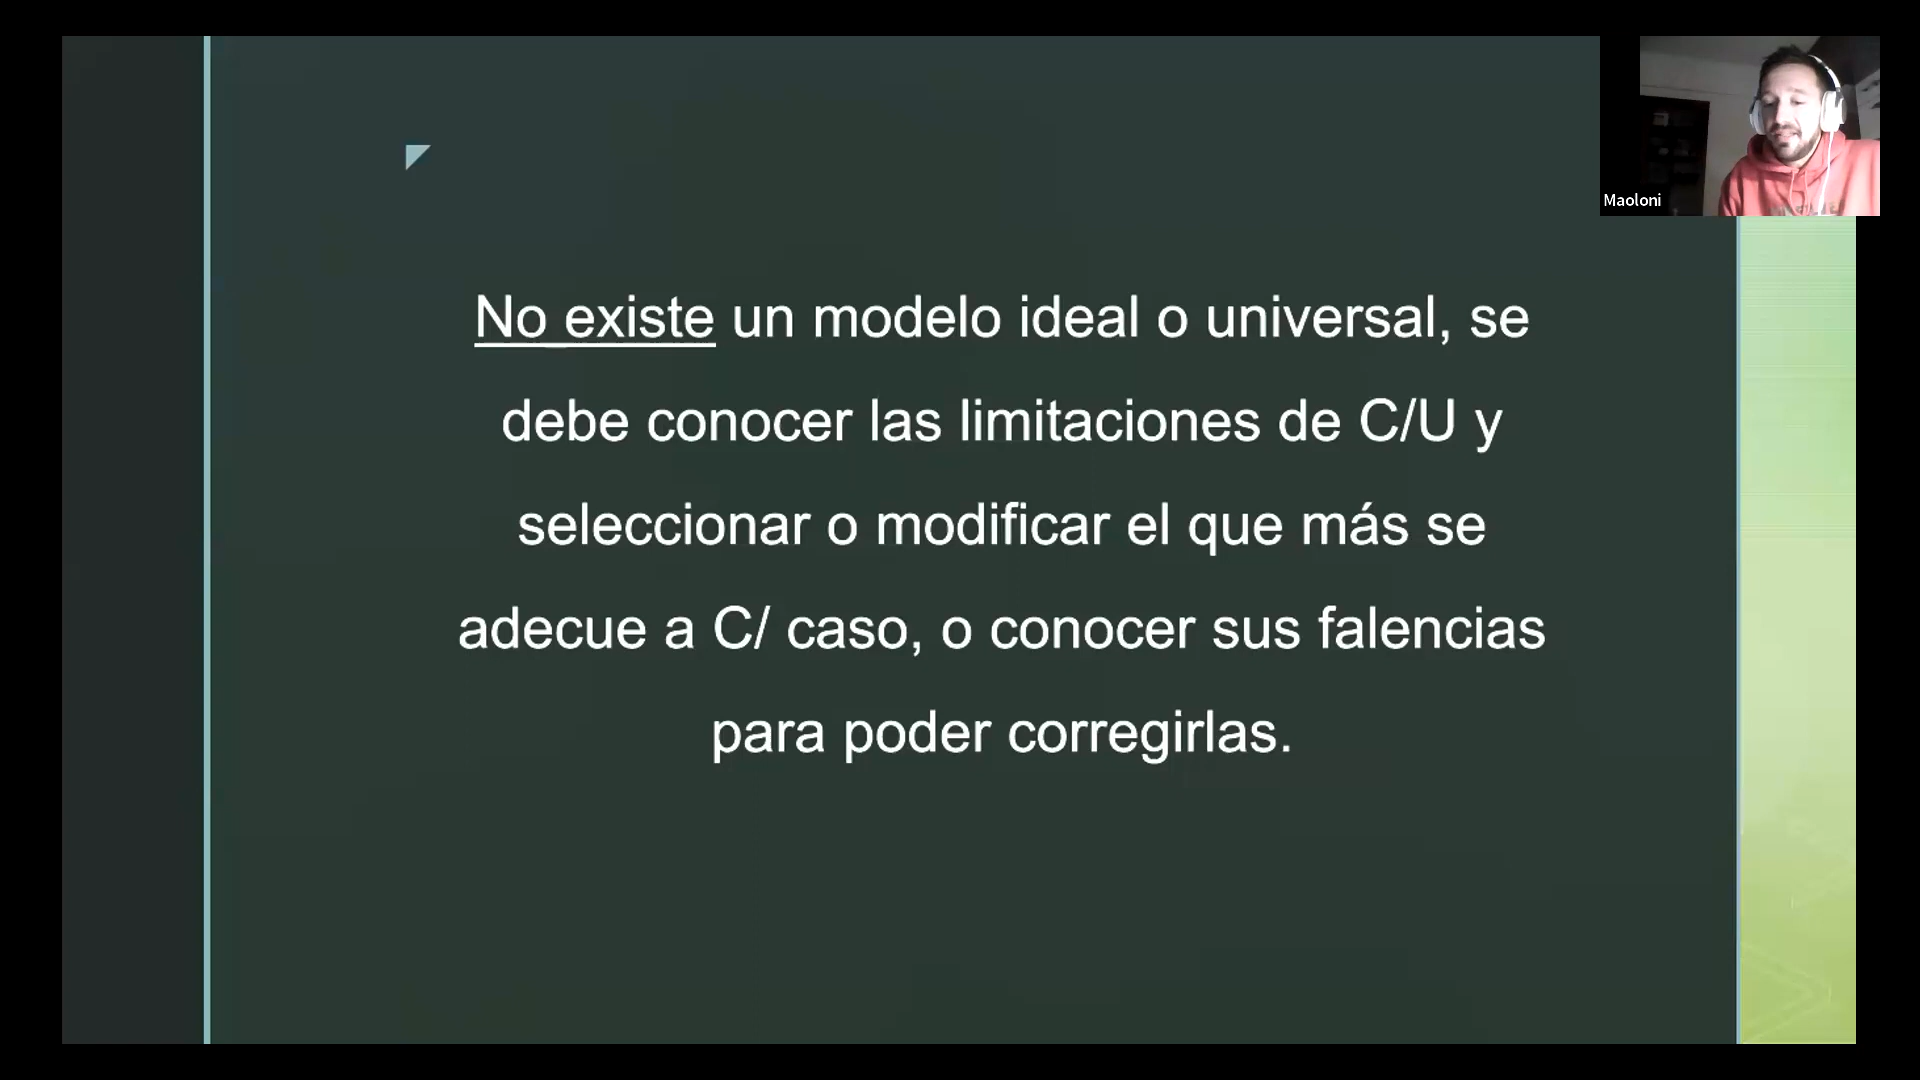 No existe un modelo ideal o universal, se
debe conocer las limitaciones de C/U y
seleccionar o modificar el que más se
adecue a C/ caso, o conocer sus falencias
para poder corregirlas.
Maoloni